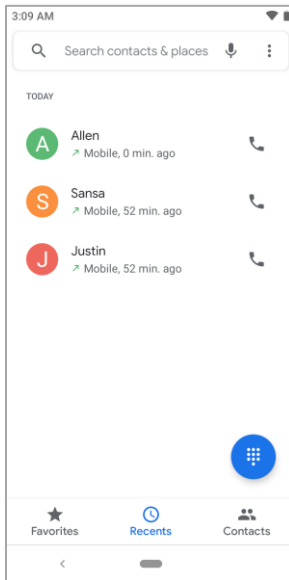 3:09 AM
Search contacts & places
TODAY
A
Allen
Mobile, 0 min. ago
S
Sansa
Mobile, 52 min. ago
J
Justin
Mobile, 52 min. ago
Favorites
Recents
Contacts